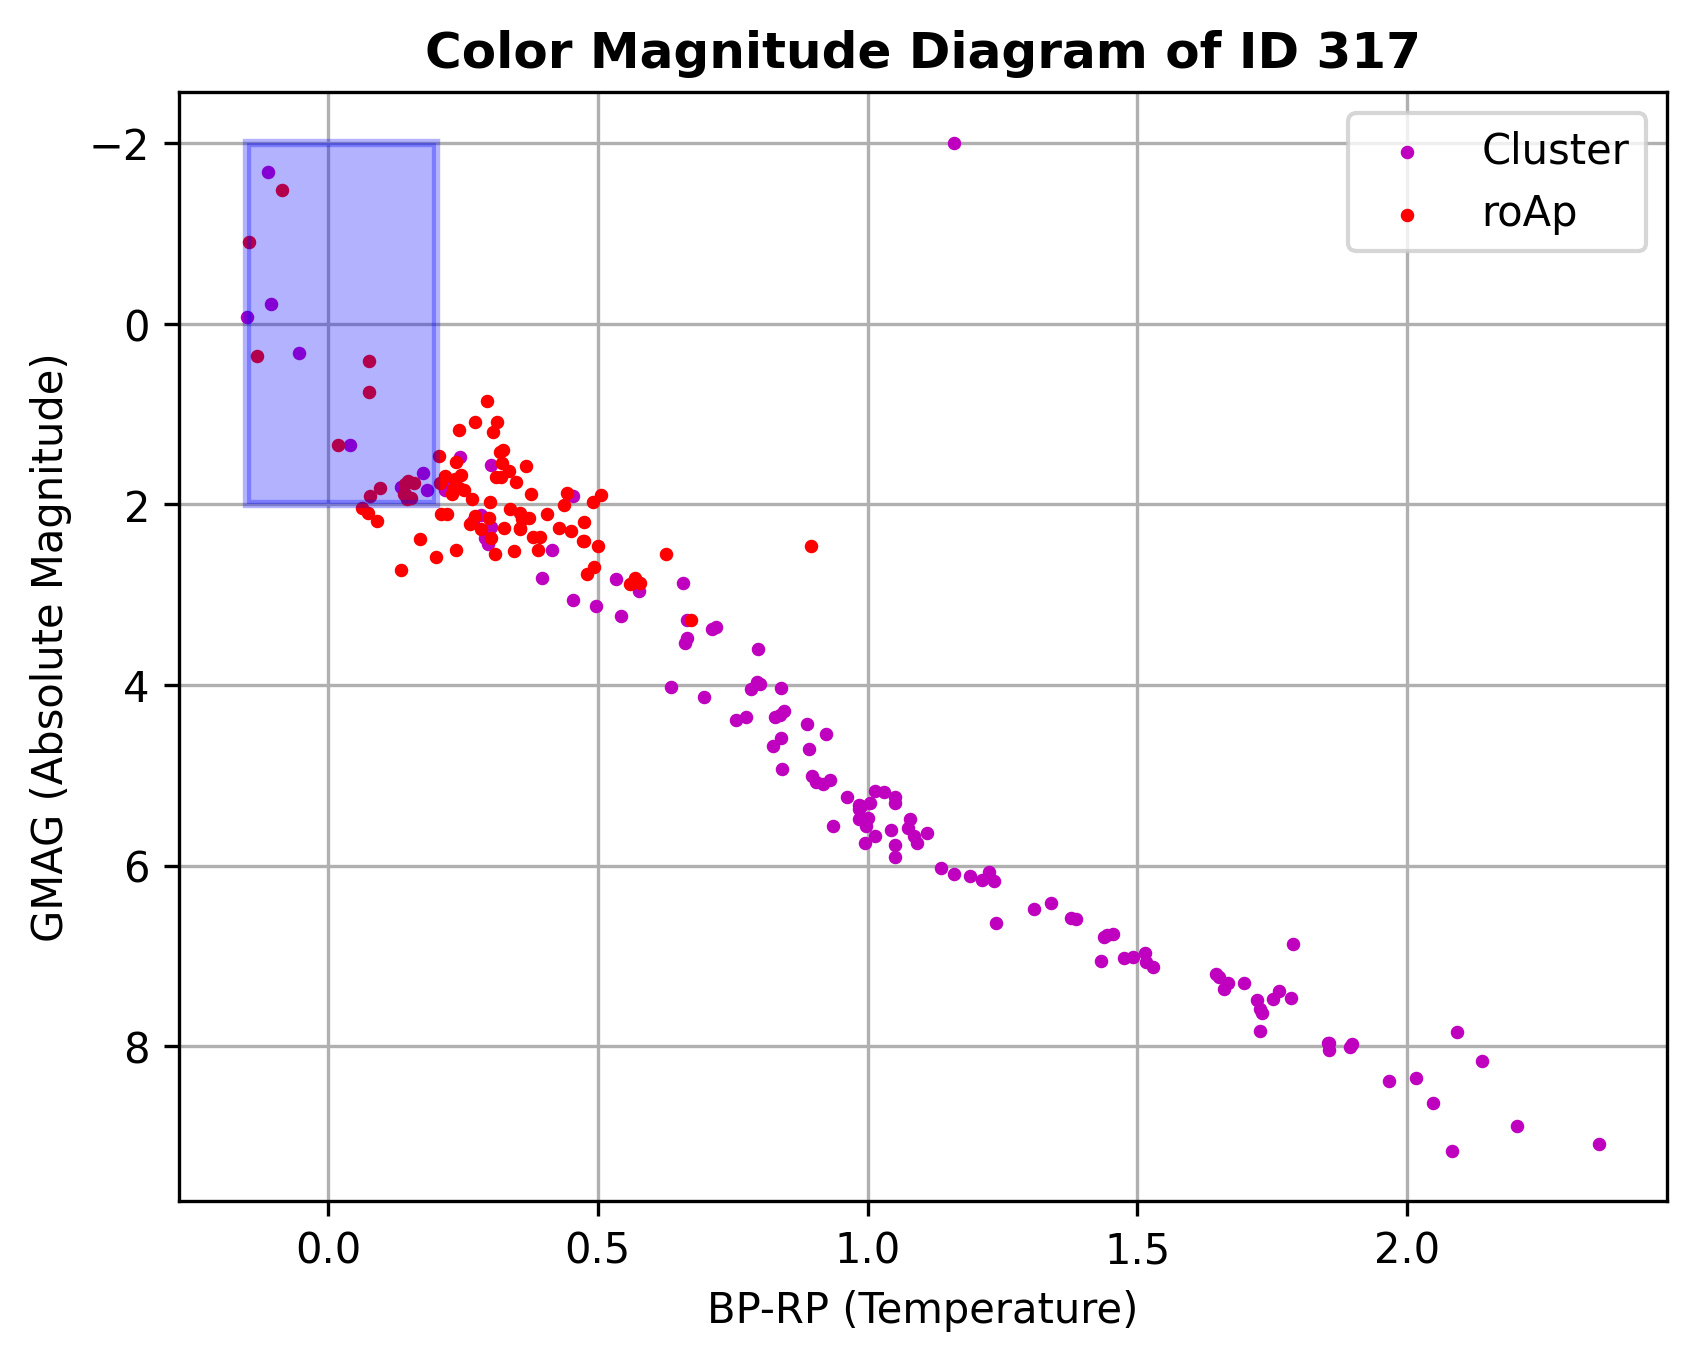 Color Magnitude Diagram of ID 317
Cluster
roAp
GMAG (Absolute Magnitude)
−2
0
2
4
6
8
0.0
0.5
1.0
1.5
2.0
BP-RP (Temperature)